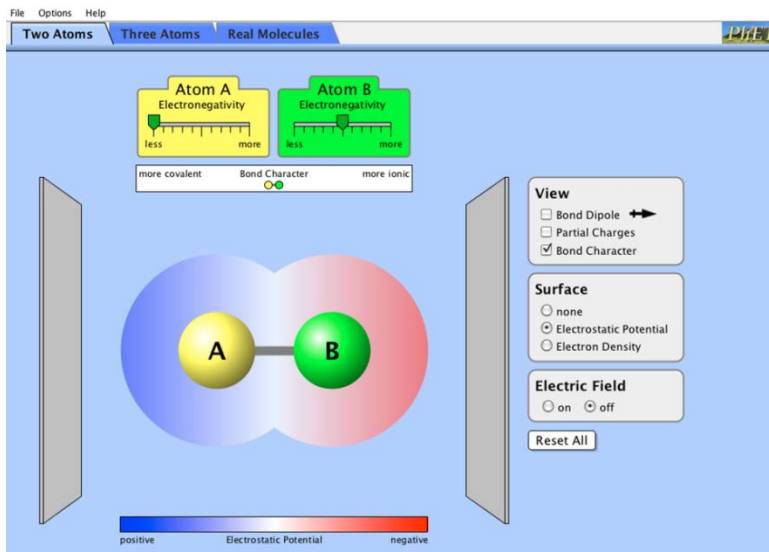 File Options Help
Two Atoms Three Atoms Real Molecules
PhET
Atom A
Electronegativity
less more
Atom B
Electronegativity
less more
more covalent Bond Character more ionic
View
Bond Dipole
Partial Charges
Bond Character
Surface
none
Electrostatic Potential
Electron Density
Electric Field
on off
Reset All
A B
positive Electrostatic Potential negative